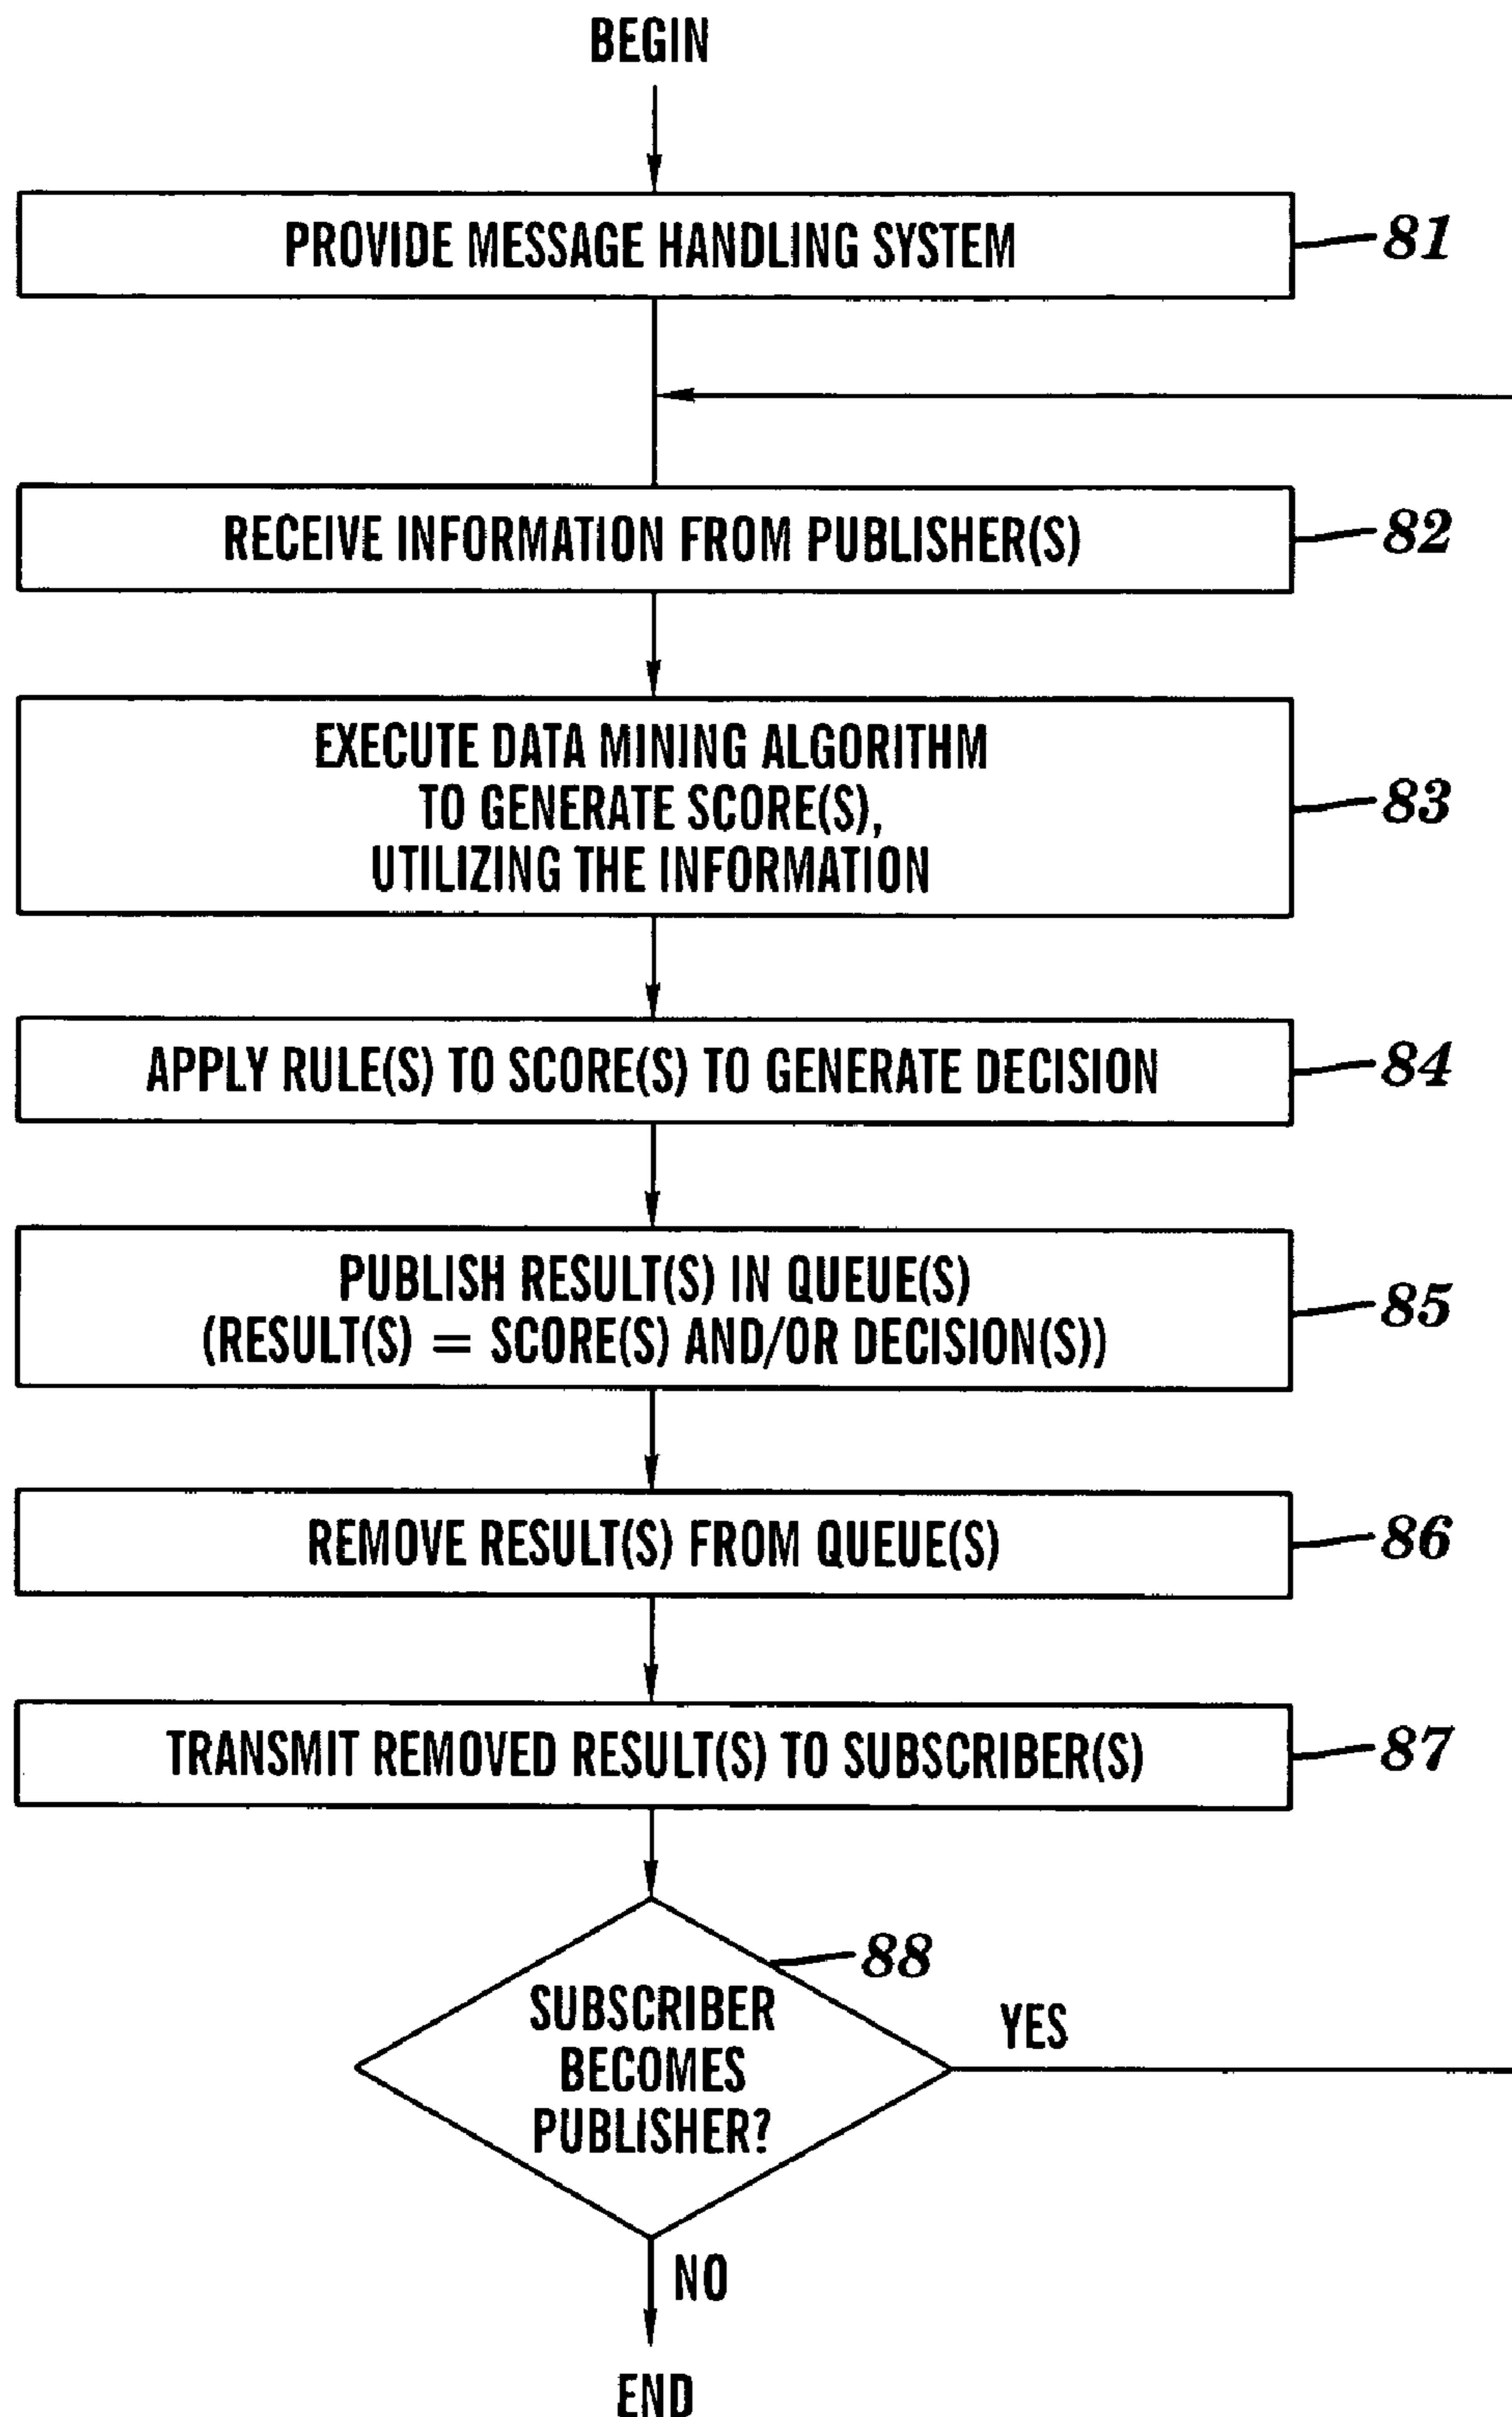 BEGIN
PROVIDE MESSAGE HANDLING SYSTEM
81
RECEIVE INFORMATION FROM PUBLISHER(S)
82
EXECUTE DATA MINING ALGORITHM
TO GENERATE SCORE(S),
UTILIZING THE INFORMATION
83
APPLY RULE(S) TO SCORE(S) TO GENERATE DECISION
84
PUBLISH RESULT(S) IN QUEUE(S)
(RESULT(S) = SCORE(S) AND/OR DECISION(S))
85
REMOVE RESULT(S) FROM QUEUE(S)
86
TRANSMIT REMOVED RESULT(S) TO SUBSCRIBER(S)
87
88
SUBSCRIBER
BECOMES
PUBLISHER?
YES
NO
END